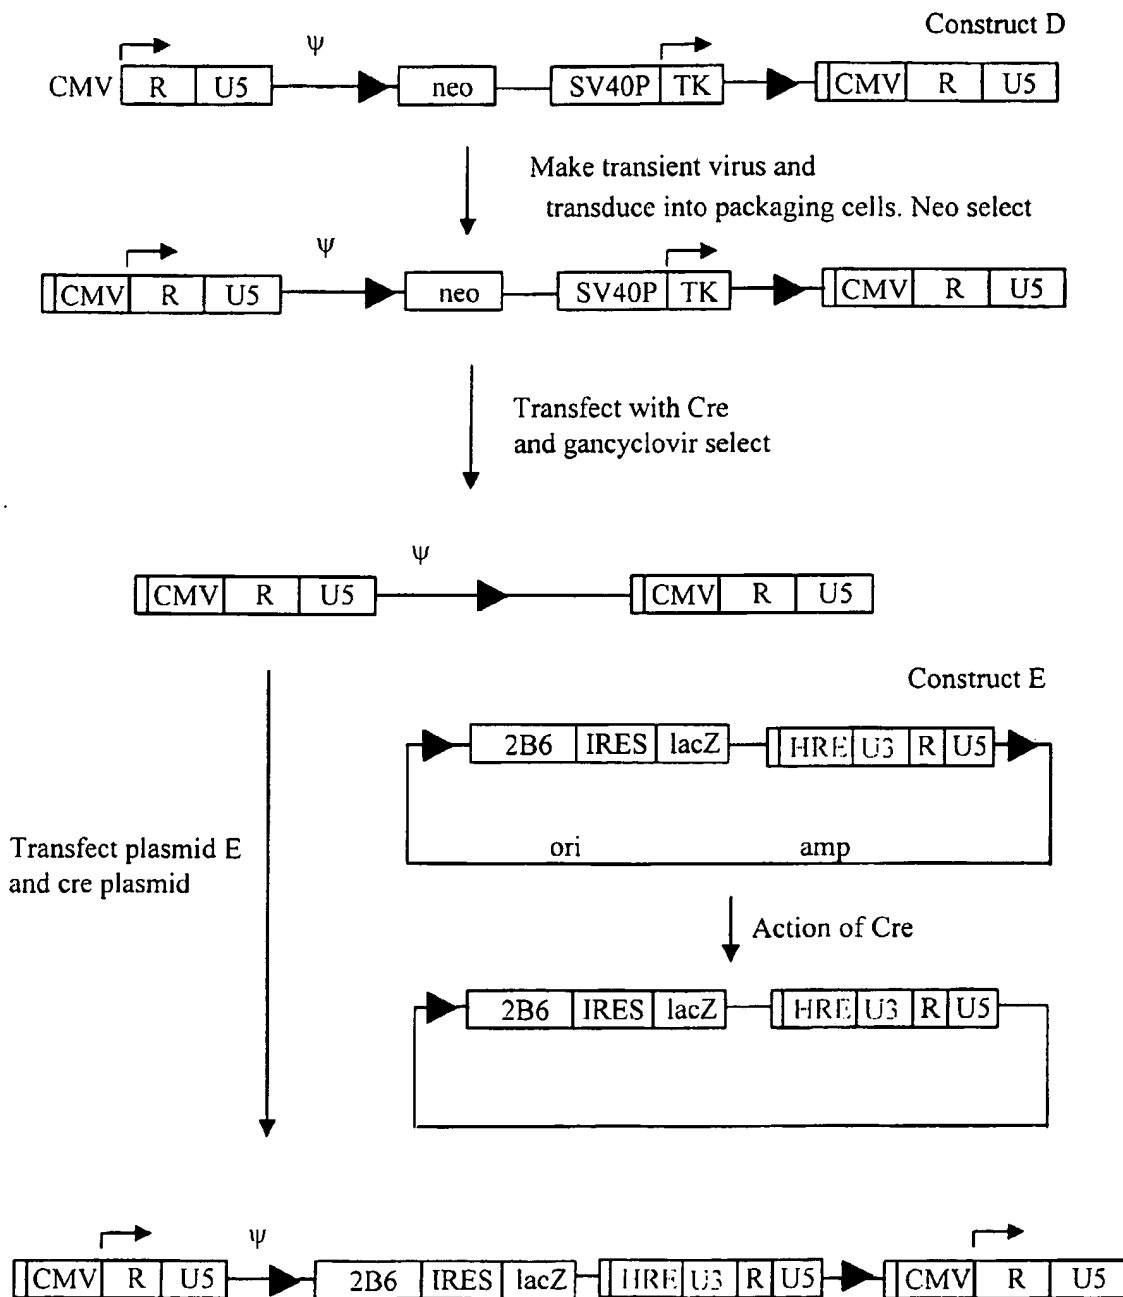 Construct D
ψ
CMV R U5 neo SV40P TK CMV R U5
Make transient virus and
transduce into packaging cells. Neo select
ψ
CMV R U5 neo SV40P TK CMV R U5
Transfect with Cre
and gancyclovir select
ψ
CMV R U5 CMV R U5
Construct E
2B6 IRES lacZ HRE U3 R U5
ori amp
Transfect plasmid E
and cre plasmid
Action of Cre
2B6 IRES lacZ HRE U3 R U5
ψ
CMV R U5 2B6 IRES lacZ HRE U3 R U5 CMV R U5